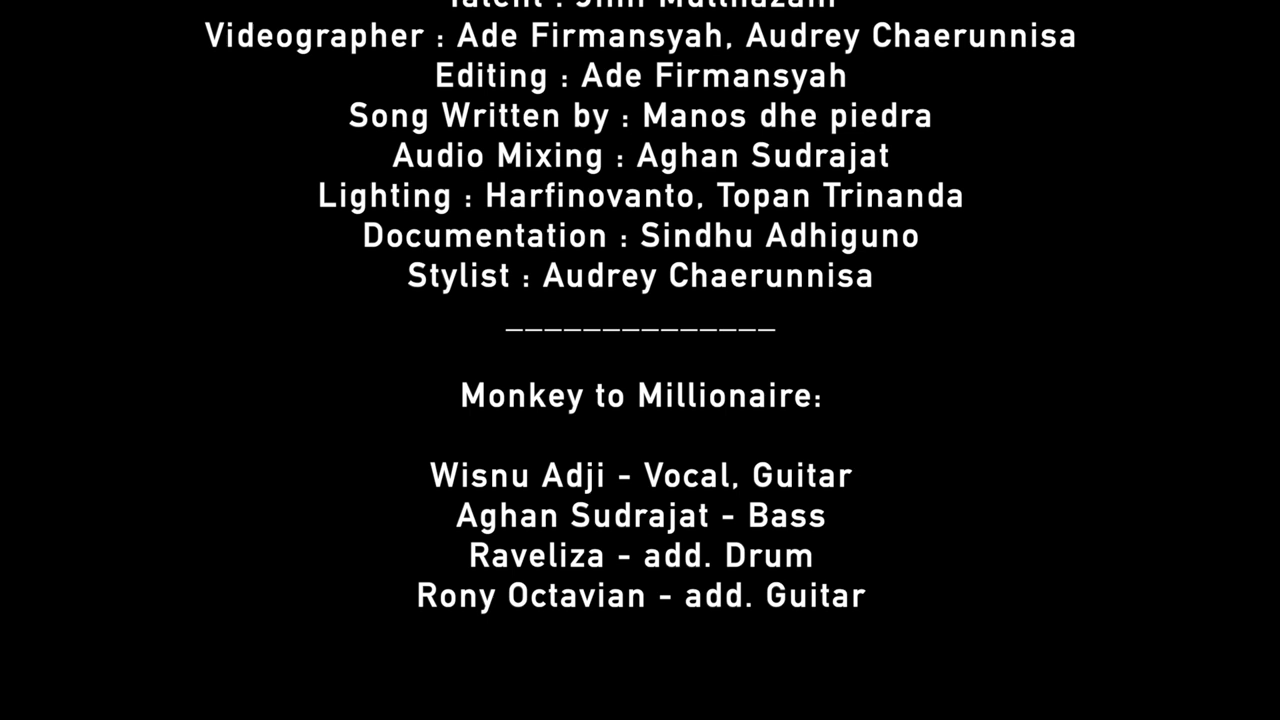 Talent :
Videographer : Ade Firmansyah, Audrey Chaerunnisa
Editing : Ade Firmansyah
Song Written by : Manos dhe piedra
Audio Mixing : Aghan Sudrajat
Lighting : Harfinovanto, Topan Trinanda
Documentation : Sindhu Adhiguno
Stylist : Audrey Chaerunnisa
______________
Monkey to Millionaire:
Wisnu Adji - Vocal, Guitar
Aghan Sudrajat - Bass
Raveliza - add. Drum
Rony Octavian - add. Guitar